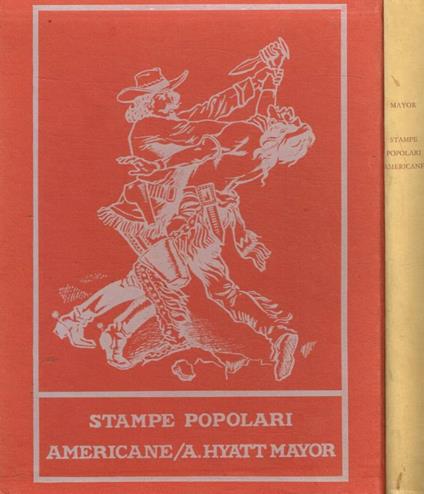 STAMPE POPOLARI
AMERICANE/A. HYATT MAYOR
MAYOR
STAMPE
POPOLARI
AMERICANE